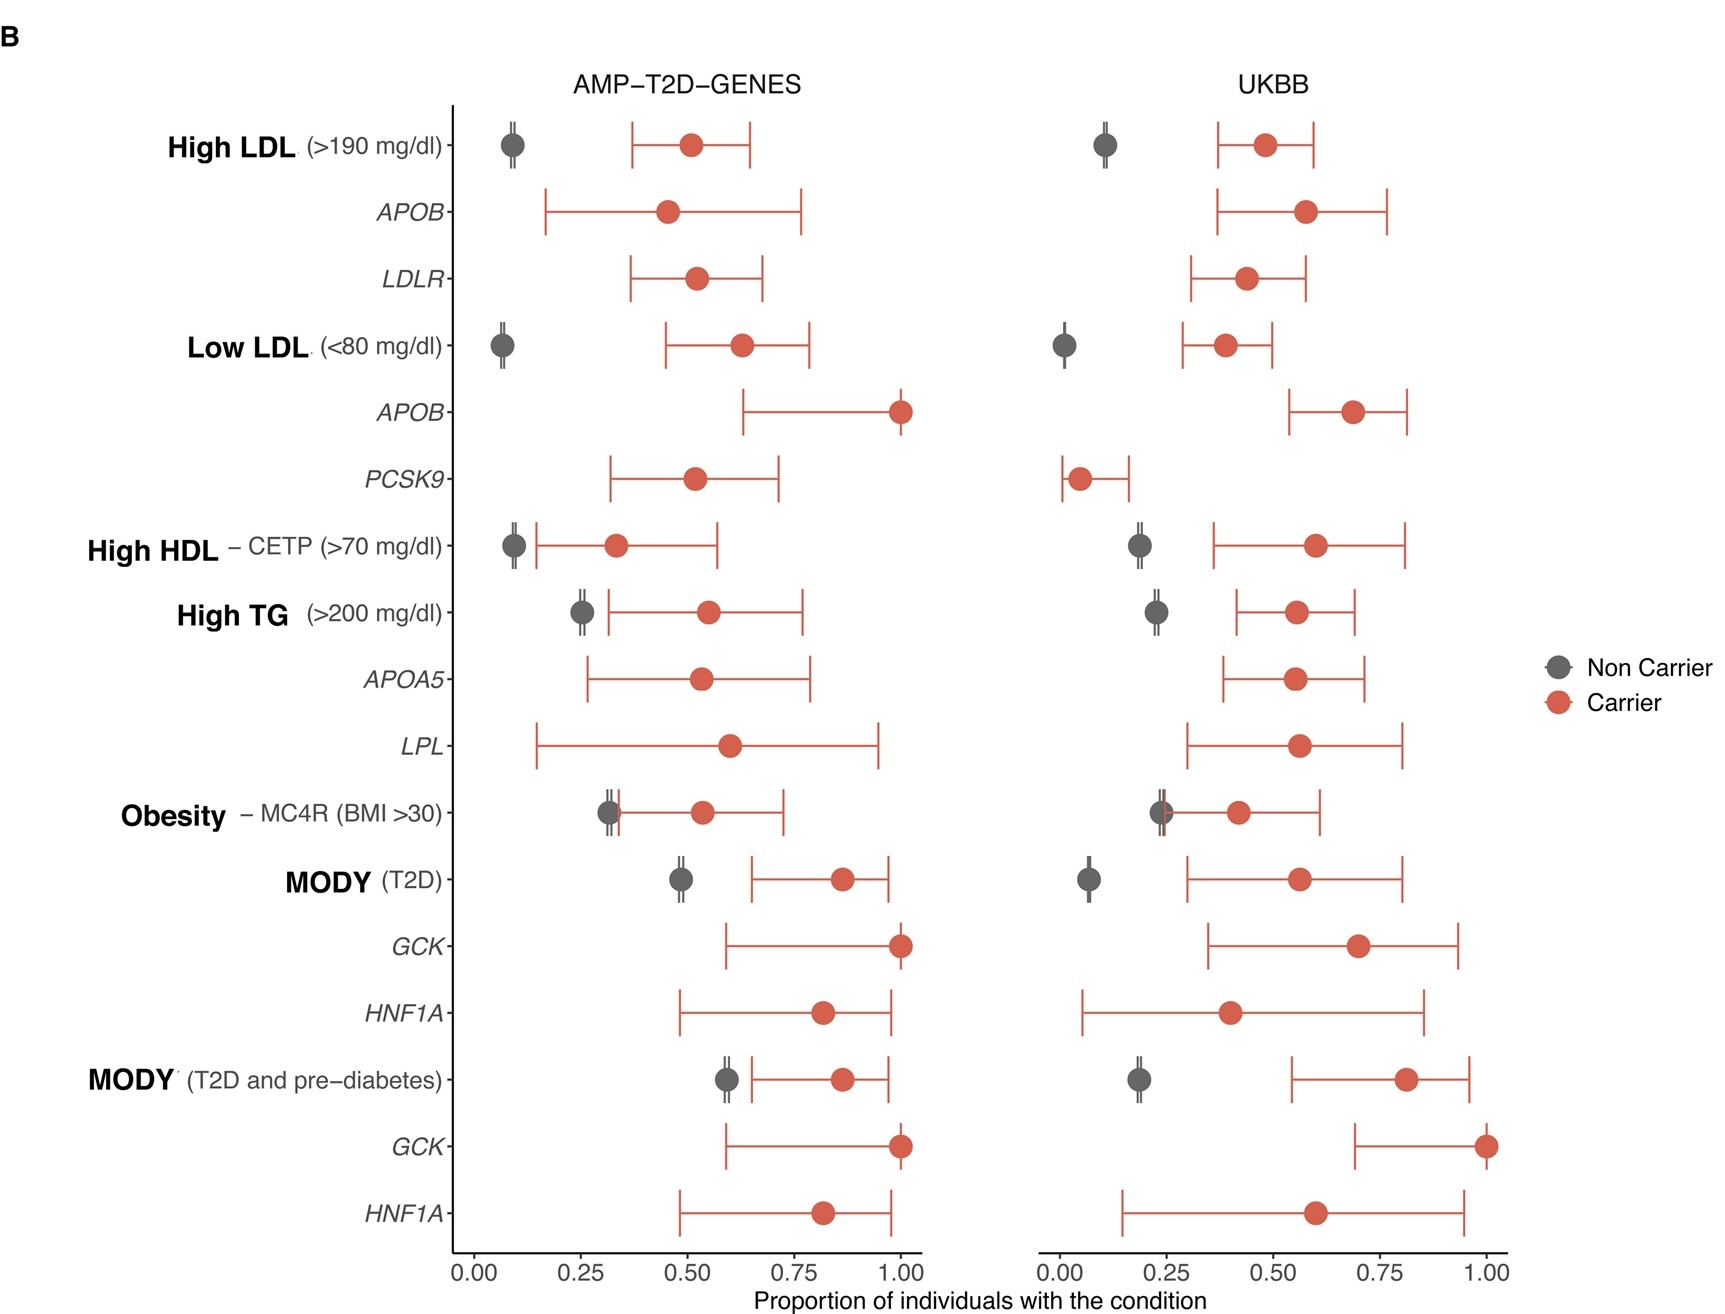 B
AMP−T2D−GENES UKBB
High LDL (>190 mg/dl)
APOB
LDLR
Low LDL (<80 mg/dl)
APOB
PCSK9
High HDL − CETP (>70 mg/dl)
High TG (>200 mg/dl)
APOA5
LPL
Obesity − MC4R (BMI >30)
MODY (T2D)
GCK
HNF1A
MODY (T2D and pre−diabetes)
GCK
HNF1A
Non Carrier
Carrier
0.00 0.25 0.50 0.75 1.00 0.00 0.25 0.50 0.75 1.00
Proportion of individuals with the condition